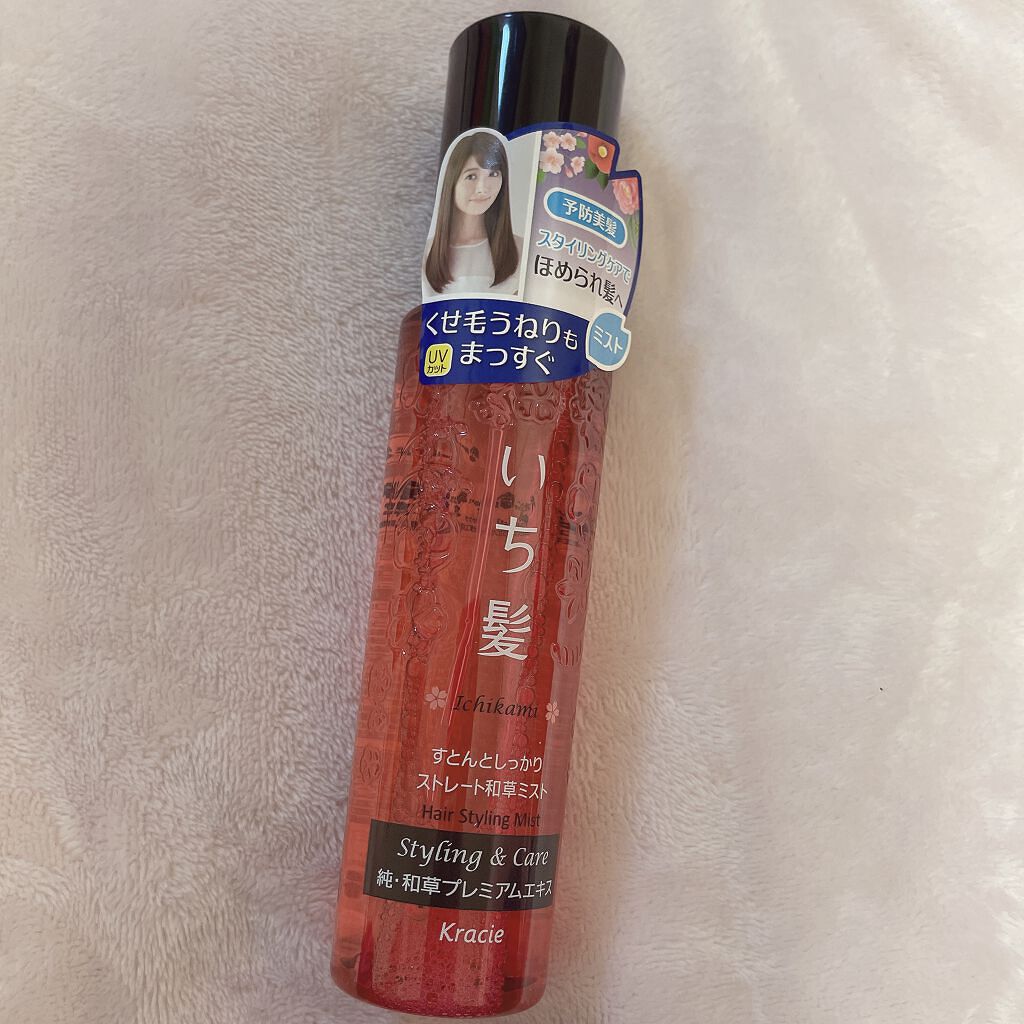 予防美髪
スタイリングケアで
ほめられ髪へ
くせ毛うねりも
まっすぐ
UV
カット
ミスト
いち髪
Ichikami
すとんとしっかり
ストレート和草ミスト
Hair Styling Mist
Styling & Care
純・和草プレミアムエキス
Kracie